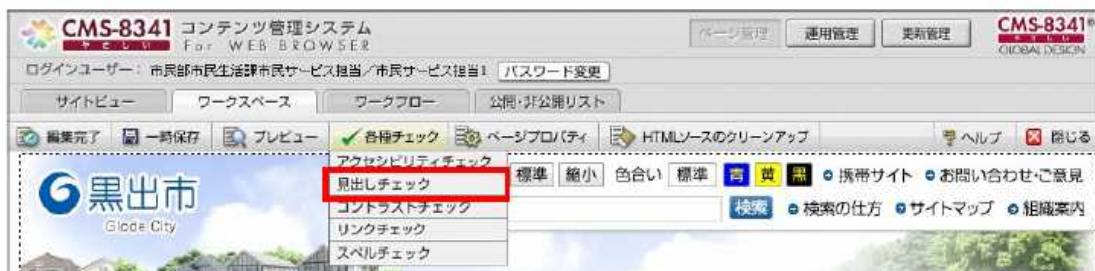 CMS-8341 コンテンツ管理システム
やさしい For WEB BROWSER
ページ管理 運用管理 更新管理
CMS-8341
やさしい
GLOBAL DESIGN
ログインユーザー： 市民部市民生活課市民サービス担当／市民サービス担当1 パスワード変更
サイトビュー ワークスペース ワークフロー 公開・非公開リスト
編集完了 一時保存 プレビュー 各種チェック ページプロパティ HTMLソースのクリーンアップ ヘルプ 閉じる
アクセシビリティチェック
見出しチェック
コントラストチェック
リンクチェック
スペルチェック
黒出市
Glode City
標準 縮小 色合い 標準 青 黄 黒 携帯サイト お問い合わせ・ご意見
検索 検索の仕方 サイトマップ 組織案内